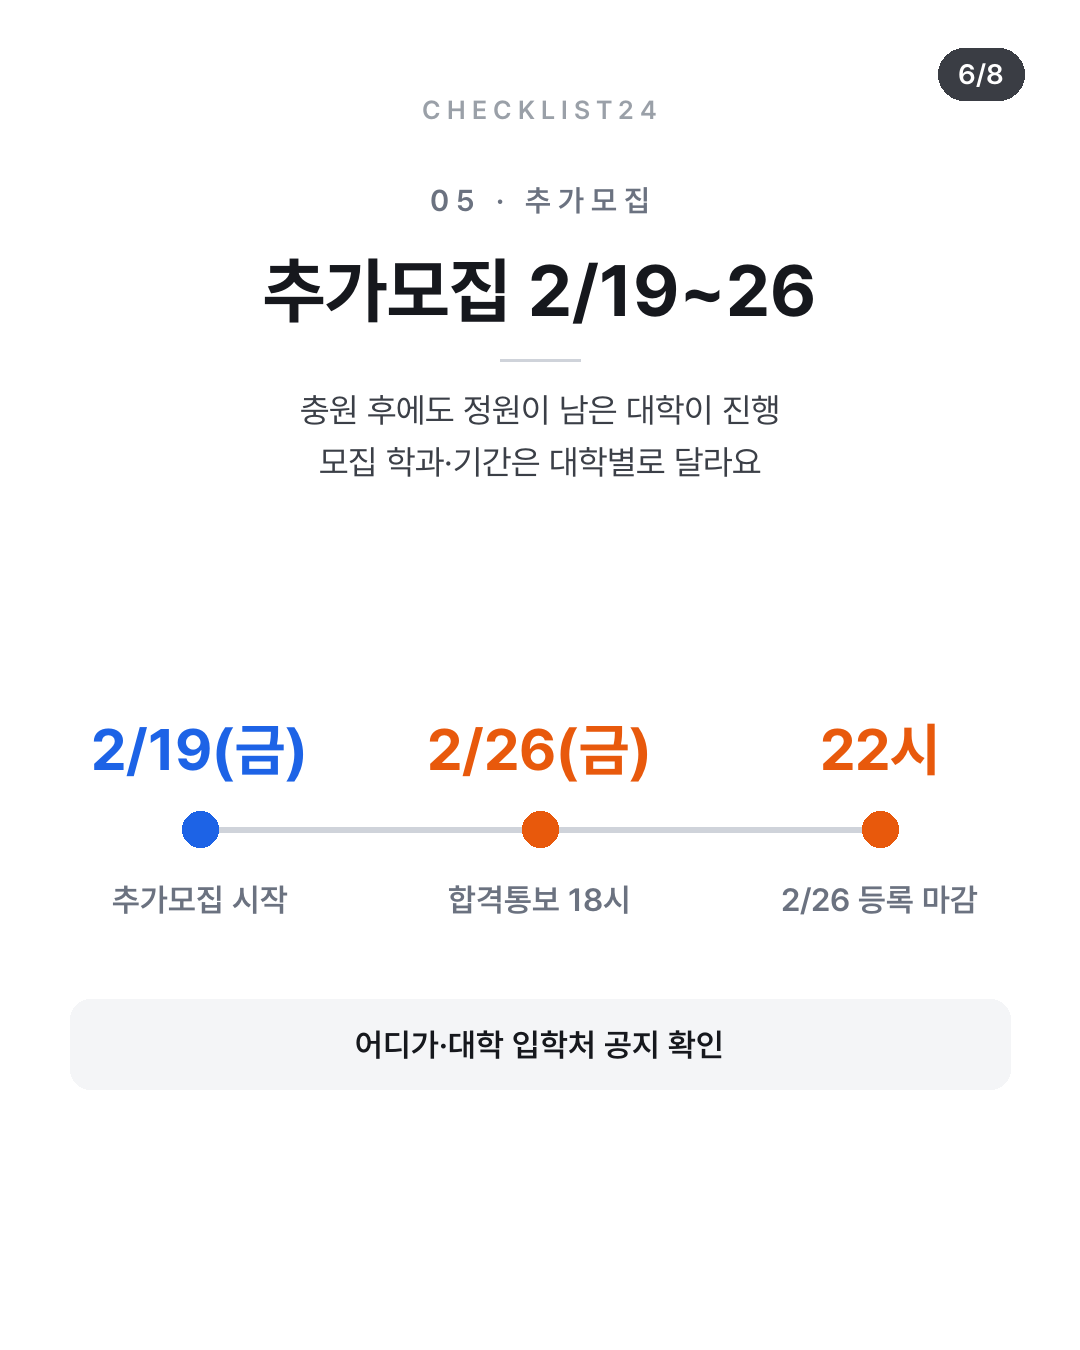 6/8
CHECKLIST24
05 · 추가모집
추가모집 2/19~26
충원 후에도 정원이 남은 대학이 진행
모집 학과·기간은 대학별로 달라요
2/19(금) 2/26(금) 22시
추가모집 시작 합격통보 18시 2/26 등록 마감
어디가·대학 입학처 공지 확인